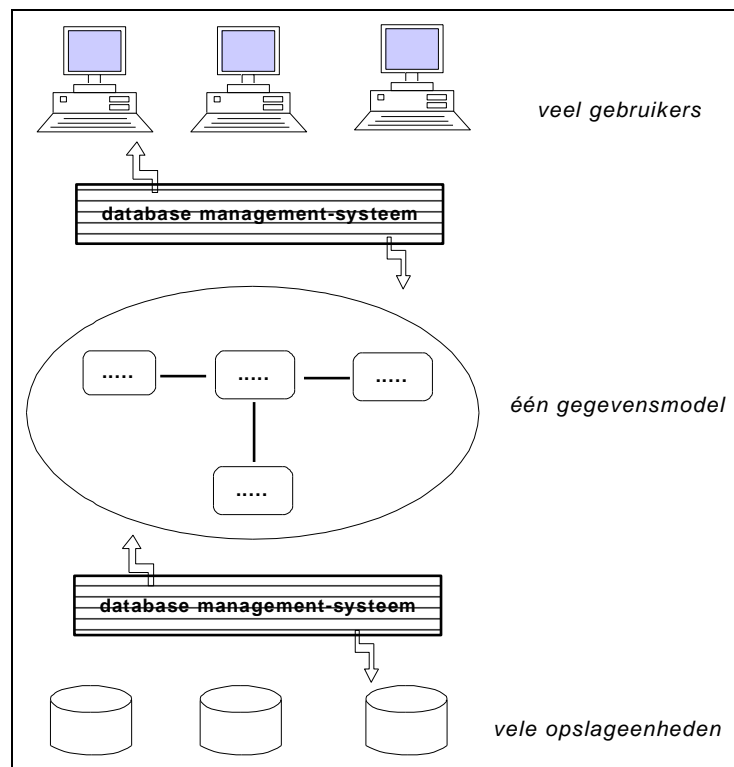 veel gebruikers
database management-systeem
.....
.....
.....
één gegevensmodel
.....
database management-systeem
vele opslageenheden